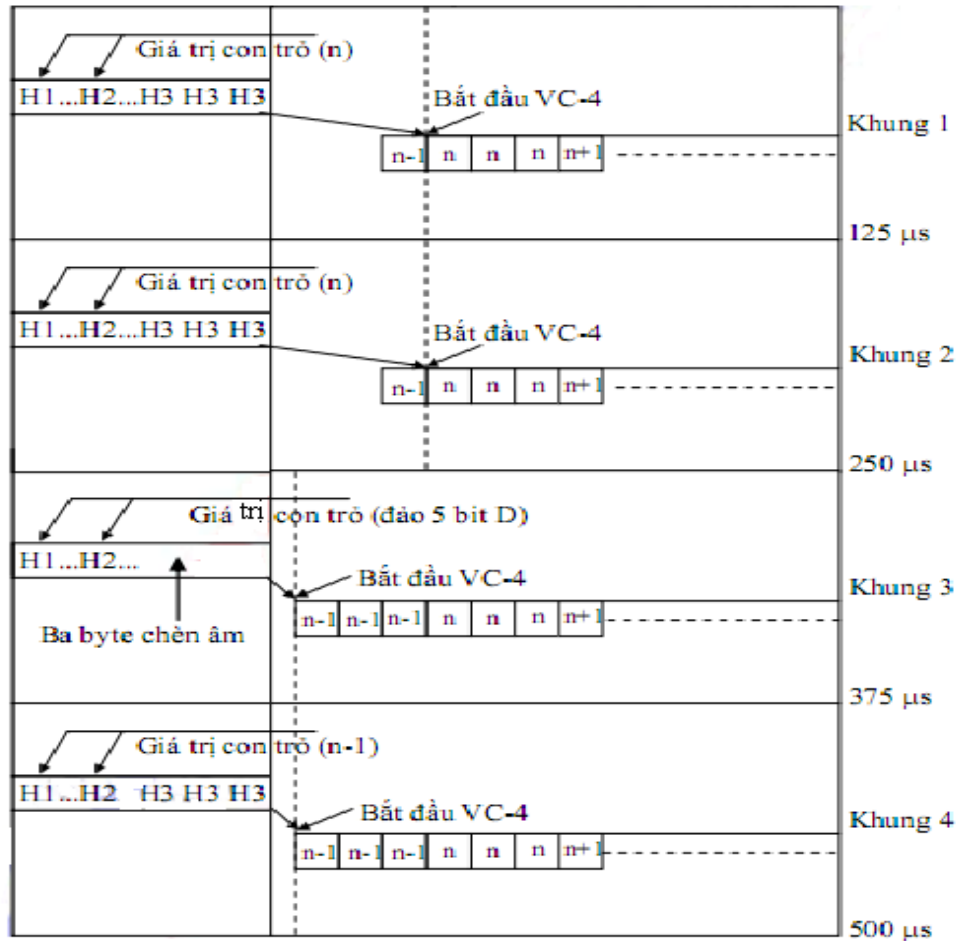 Giá trị con trỏ (n)
H1...H2...H3 H3 H3
Bắt đầu VC-4
Khung 1
n-1 n n n n+1
125 µs
Giá trị con trỏ (n)
H1...H2...H3 H3 H3
Bắt đầu VC-4
Khung 2
n-1 n n n n+1
250 µs
Giá trị con trỏ (đảo 5 bit D)
H1...H2...
Bắt đầu VC-4
Khung 3
n-1 n-1 n-1 n n n n+1
Ba byte chèn âm
375 µs
Giá trị con trỏ (n-1)
H1...H2 H3 H3 H3
Bắt đầu VC-4
Khung 4
n-1 n-1 n-1 n n n n+1
500 µs